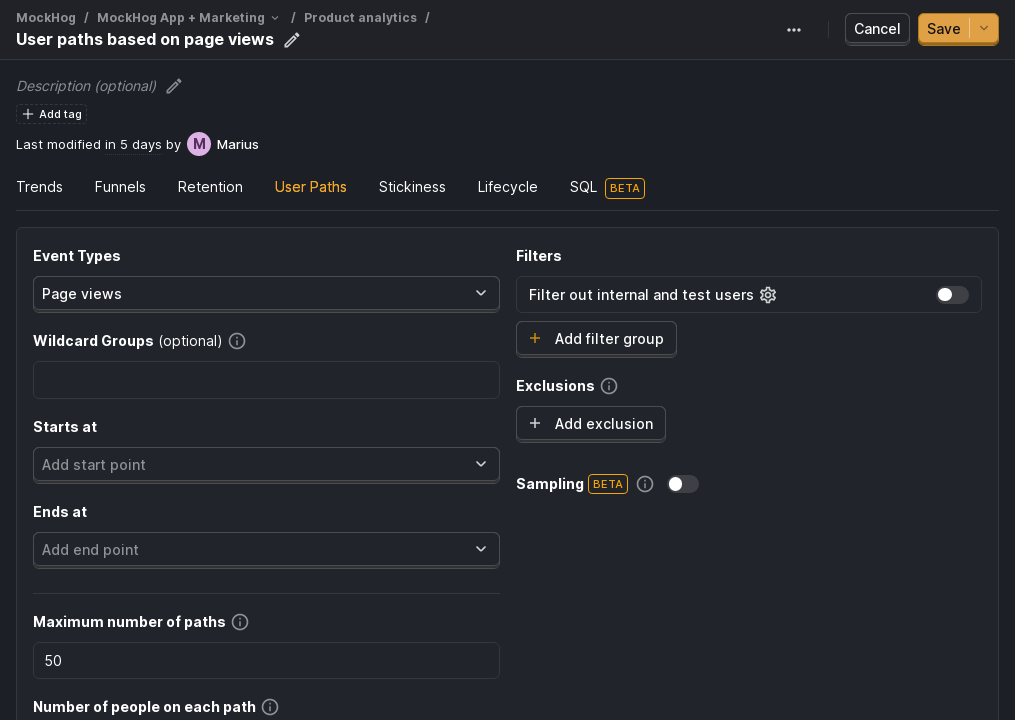 MockHog / MockHog App + Marketing / Product analytics /
User paths based on page views
Cancel
Save
Description (optional)
Add tag
Last modified in 5 days by M Marius
Trends Funnels Retention User Paths Stickiness Lifecycle SQL BETA
Event Types
Page views
Wildcard Groups (optional)
Starts at
Add start point
Ends at
Add end point
Maximum number of paths
50
Number of people on each path
Filters
Filter out internal and test users
Add filter group
Exclusions
Add exclusion
Sampling BETA